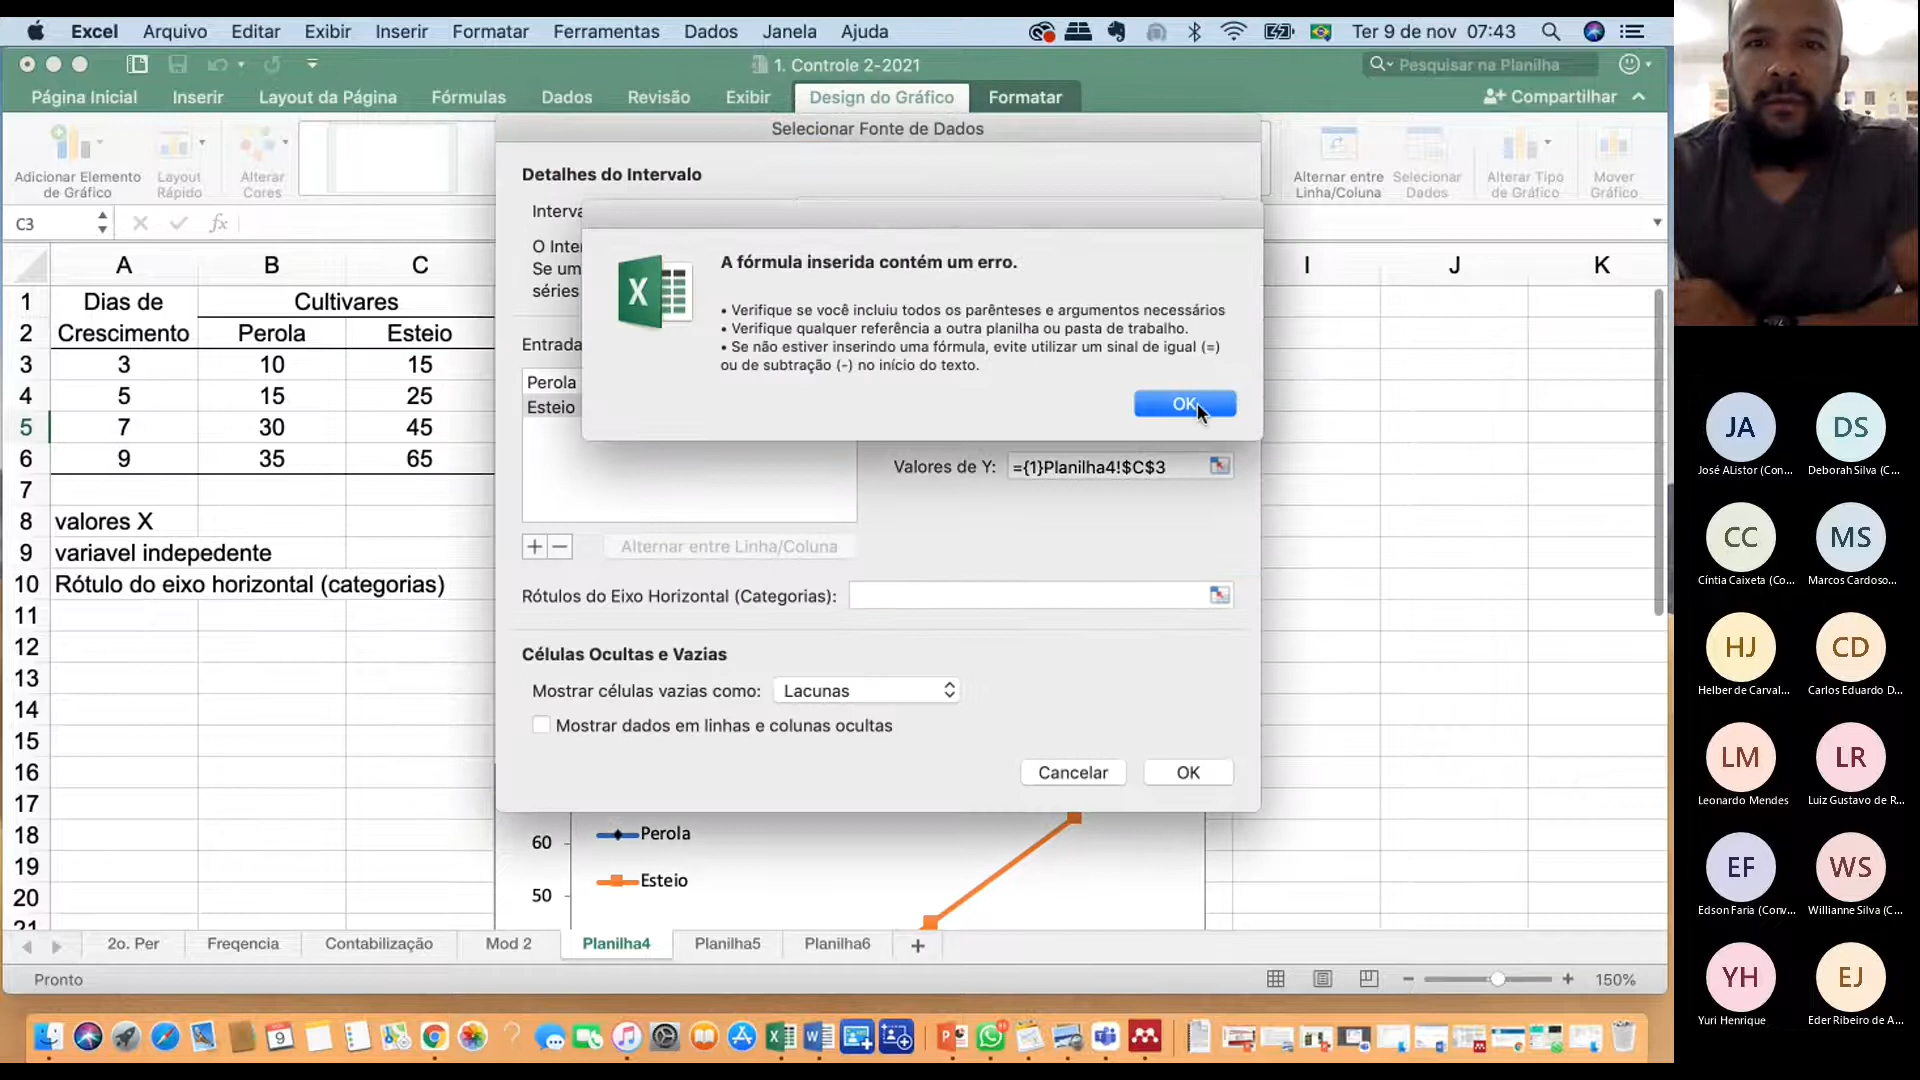 Excel Arquivo Editar Exibir Inserir Formatar Ferramentas Dados Janela Ajuda Ter 9 de nov 07:43
1. Controle 2-2021
Pesquisar na Planilha
Página Inicial Inserir Layout da Página Fórmulas Dados Revisão Exibir Design do Gráfico Formatar Compartilhar
Adicionar Elemento de Gráfico
Layout Rápido
Alterar Cores
Alternar entre Linha/Coluna
Selecionar Dados
Alterar Tipo de Gráfico
Mover Gráfico
C3 fx
A B C I J K
1 Dias de Cultivares
2 Crescimento Perola Esteio
3 3 10 15
4 5 15 25
5 7 30 45
6 9 35 65
7
8 valores X
9 variavel indepedente
10 Rótulo do eixo horizontal (categorias)
11
12
13
14
15
16
17
18
19
20
21
Selecionar Fonte de Dados
Detalhes do Intervalo
Interva
O Inte
Se um
séries
Entrada
Perola
Esteio
A fórmula inserida contém um erro.
• Verifique se você incluiu todos os parênteses e argumentos necessários
• Verifique qualquer referência a outra planilha ou pasta de trabalho.
• Se não estiver inserindo uma fórmula, evite utilizar um sinal de igual (=)
ou de subtração (-) no início do texto.
OK
Valores de Y: ={1}Planilha4!$C$3
Alternar entre Linha/Coluna
Rótulos do Eixo Horizontal (Categorias):
Células Ocultas e Vazias
Mostrar células vazias como: Lacunas
Mostrar dados em linhas e colunas ocultas
Cancelar OK
60
50
Perola
Esteio
2o. Per Freqencia Contabilização Mod 2 Planilha4 Planilha5 Planilha6 +
Pronto 150%
JA DS
José AListor (Con... Deborah Silva (C...
CC MS
Cíntia Caixeta (Co... Marcos Cardoso...
HJ CD
Helber de Carval... Carlos Eduardo D...
LM LR
Leonardo Mendes Luiz Gustavo de R...
EF WS
Edson Faria (Conv... Willianne Silva (C...
YH EJ
Yuri Henrique Eder Ribeiro de A...